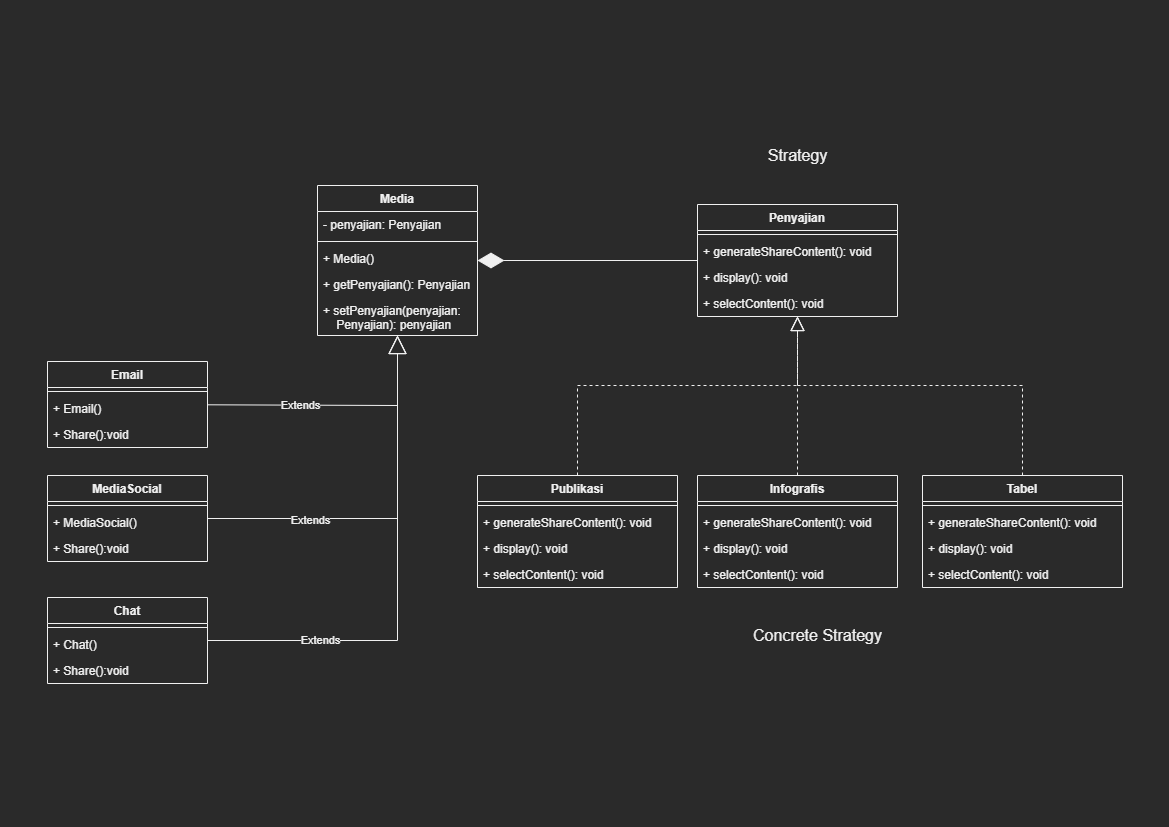 Strategy
Media
- penyajian: Penyajian
+ Media()
+ getPenyajian(): Penyajian
+ setPenyajian(penyajian:
Penyajian): penyajian
Penyajian
+ generateShareContent(): void
+ display(): void
+ selectContent(): void
Email
+ Email()
+ Share():void
Extends
MediaSocial
+ MediaSocial()
+ Share():void
Extends
Chat
+ Chat()
+ Share():void
Extends
Publikasi
+ generateShareContent(): void
+ display(): void
+ selectContent(): void
Infografis
+ generateShareContent(): void
+ display(): void
+ selectContent(): void
Tabel
+ generateShareContent(): void
+ display(): void
+ selectContent(): void
Concrete Strategy